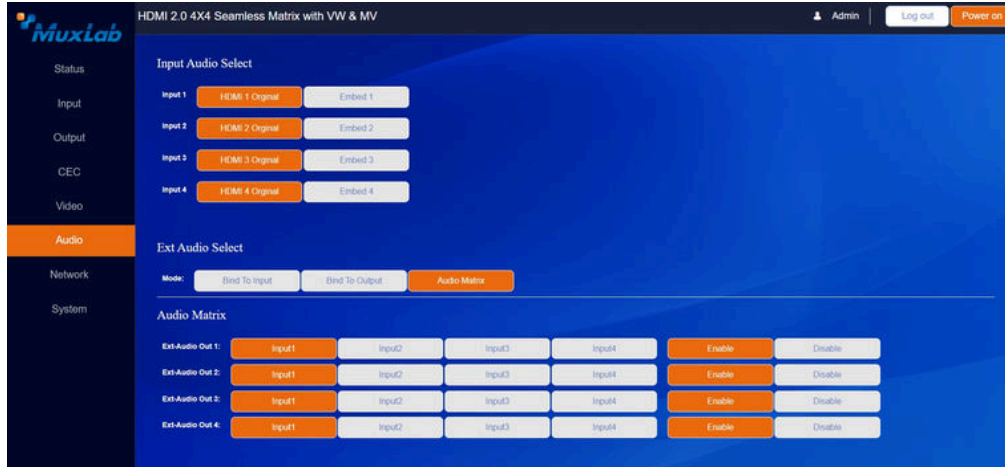 MuxLab
HDMI 2.0 4X4 Seamless Matrix with VW & MV
Admin
Log out
Power on
Status
Input
Output
CEC
Video
Audio
Network
System
Input Audio Select
Input 1 HDMI 1 Orginal Embed 1
Input 2 HDMI 2 Orginal Embed 2
Input 3 HDMI 3 Orginal Embed 3
Input 4 HDMI 4 Orginal Embed 4
Ext Audio Select
Mode: Bind To Input Bind To Output Audio Matrix
Audio Matrix
Ext-Audio Out 1: Input1 Input2 Input3 Input4 Enable Disable
Ext-Audio Out 2: Input1 Input2 Input3 Input4 Enable Disable
Ext-Audio Out 3: Input1 Input2 Input3 Input4 Enable Disable
Ext-Audio Out 4: Input1 Input2 Input3 Input4 Enable Disable